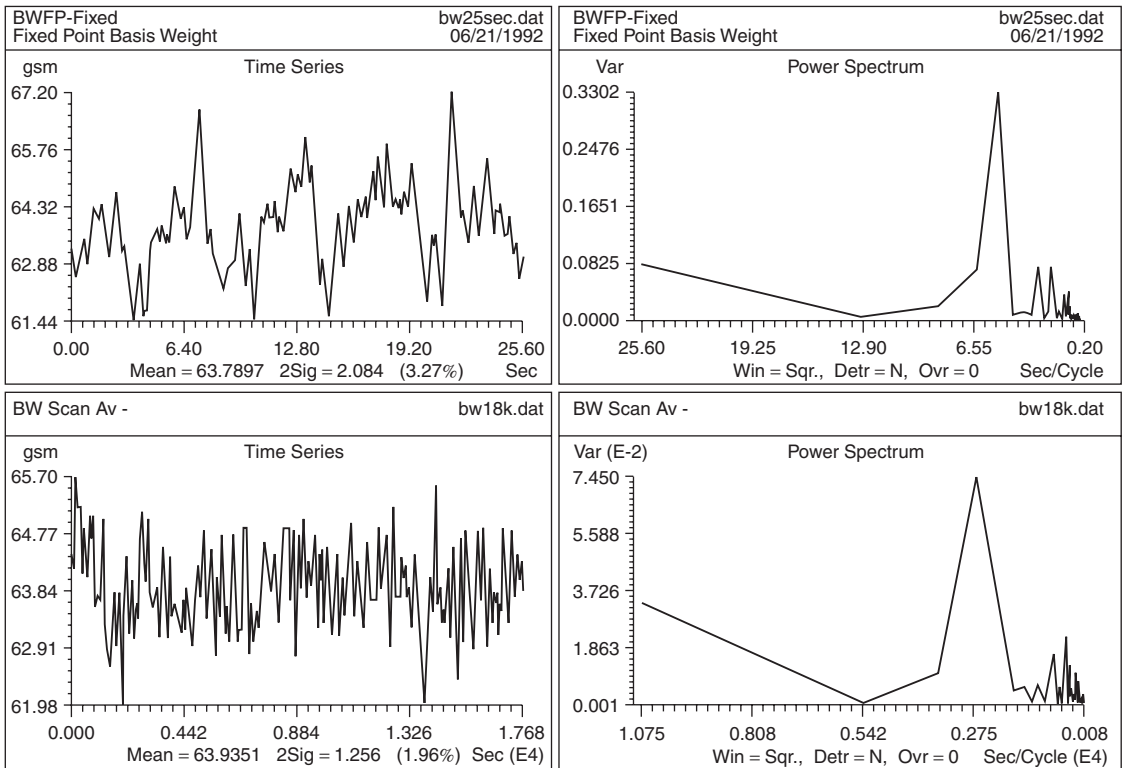 BWFP-Fixed bw25sec.dat
Fixed Point Basis Weight 06/21/1992
gsm Time Series
67.20
65.76
64.32
62.88
61.44
0.00 6.40 12.80 19.20 25.60
Mean = 63.7897 2Sig = 2.084 (3.27%) Sec
BWFP-Fixed bw25sec.dat
Fixed Point Basis Weight 06/21/1992
Var Power Spectrum
0.3302
0.2476
0.1651
0.0825
0.0000
25.60 19.25 12.90 6.55 0.20
Win = Sqr., Detr = N, Ovr = 0 Sec/Cycle
BW Scan Av - bw18k.dat
gsm Time Series
65.70
64.77
63.84
62.91
61.98
0.000 0.442 0.884 1.326 1.768
Mean = 63.9351 2Sig = 1.256 (1.96%) Sec (E4)
BW Scan Av - bw18k.dat
Var (E-2) Power Spectrum
7.450
5.588
3.726
1.863
0.001
1.075 0.808 0.542 0.275 0.008
Win = Sqr., Detr = N, Ovr = 0 Sec/Cycle (E4)